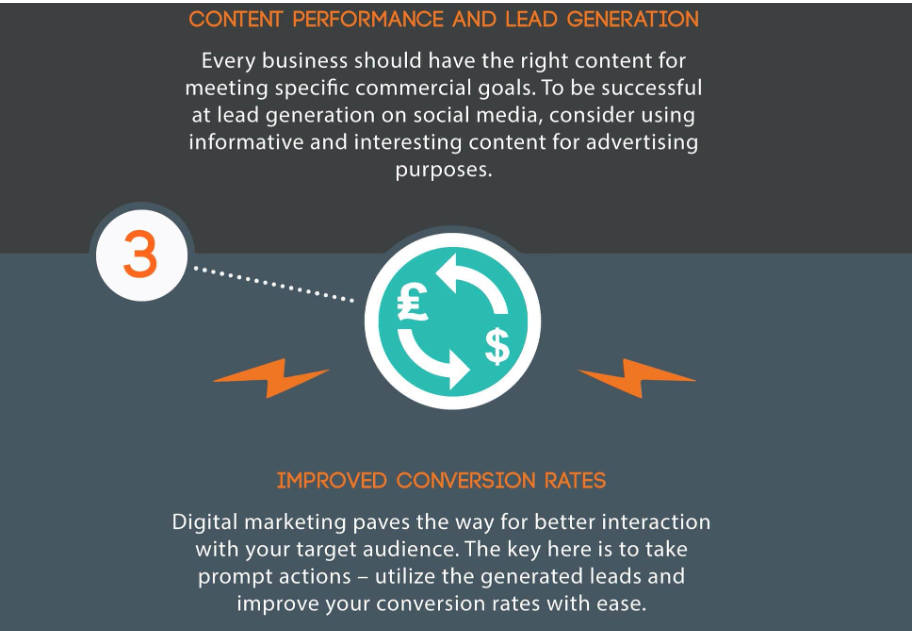 CONTENT PERFORMANCE AND LEAD GENERATION
Every business should have the right content for
meeting specific commercial goals. To be successful
at lead generation on social media, consider using
informative and interesting content for advertising
purposes.
3
£
$
IMPROVED CONVERSION RATES
Digital marketing paves the way for better interaction
with your target audience. The key here is to take
prompt actions – utilize the generated leads and
improve your conversion rates with ease.